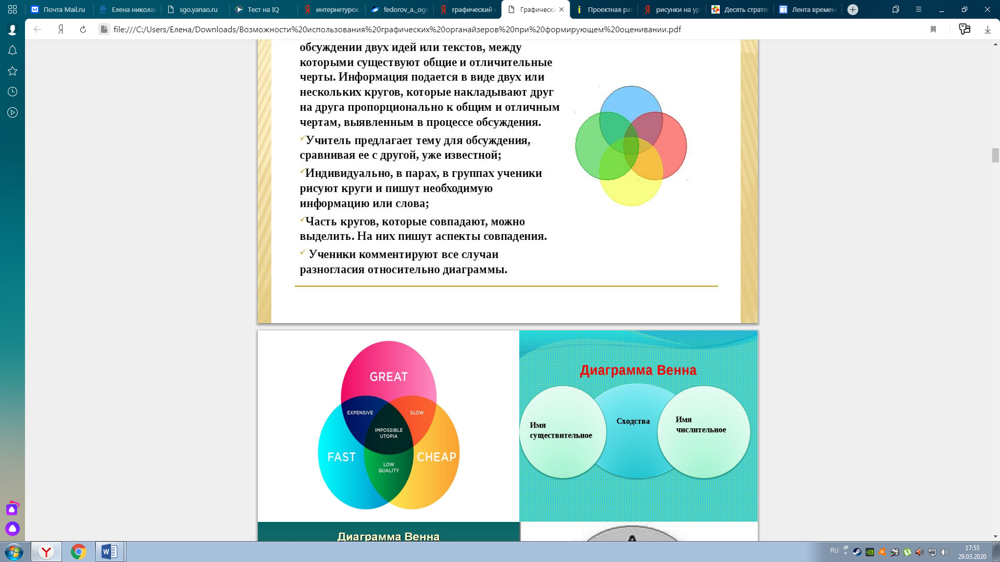 Почта Mail.ru
Елена никола
sgo.yanao.ru
Тест на IQ
интернетурок
fedorov_a._oge
графический с
Графически
Проектная ра
рисунки на ур
Десять страте
Лента времен
file:///C:/Users/Елена/Downloads/Возможности%20использования%20графических%20органайзеров%20при%20формирующем%20оценивании.pdf
обсуждении двух идей или текстов, между
которыми существуют общие и отличительные
черты. Информация подается в виде двух или
нескольких кругов, которые накладывают друг
на друга пропорционально к общим и отличным
чертам, выявленным в процессе обсуждения.
Учитель предлагает тему для обсуждения,
сравнивая ее с другой, уже известной;
Индивидуально, в парах, в группах ученики
рисуют круги и пишут необходимую
информацию или слова;
Часть кругов, которые совпадают, можно
выделить. На них пишут аспекты совпадения.
Ученики комментируют все случаи
разногласия относительно диаграммы.
GREAT
EXPENSIVE
SLOW
IMPOSSIBLE
UTOPIA
FAST
CHEAP
LOW
QUALITY
Диаграмма Венна
Имя
существительное
Сходства
Имя
числительное
Диаграмма Венна
A
RU
17:55
29.03.2020